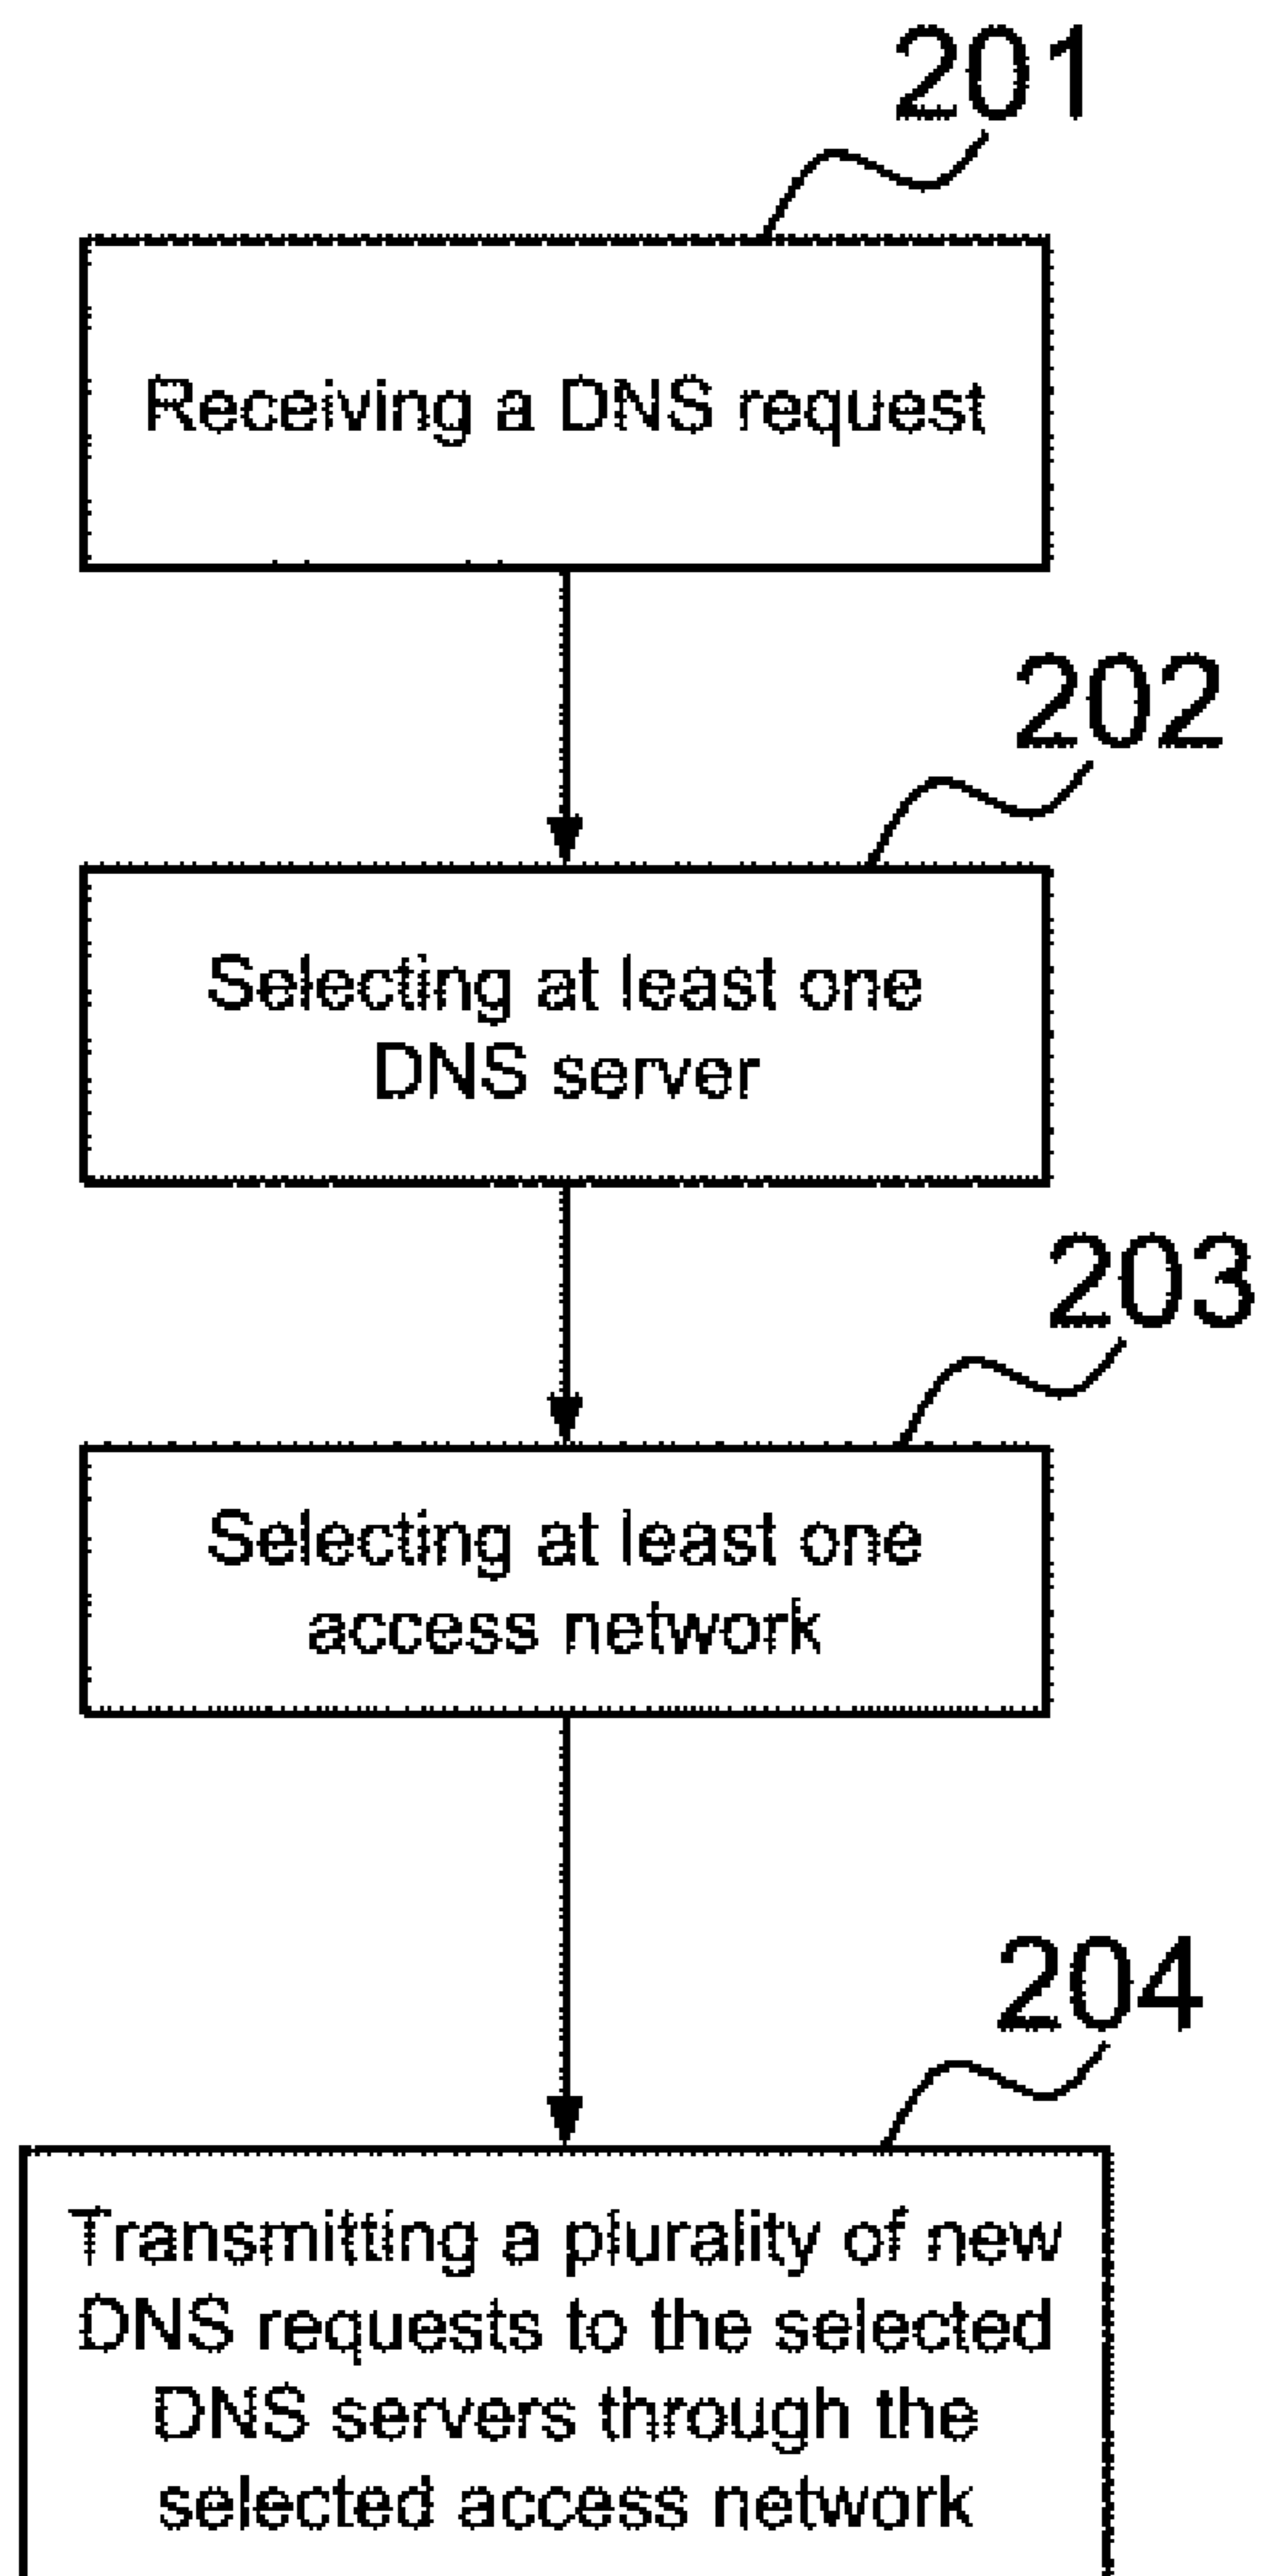 201
Receiving a DNS request
202
Selecting at least one
DNS server
203
Selecting at least one
access network
204
Transmitting a plurality of new
DNS requests to the selected
DNS servers through the
selected access network